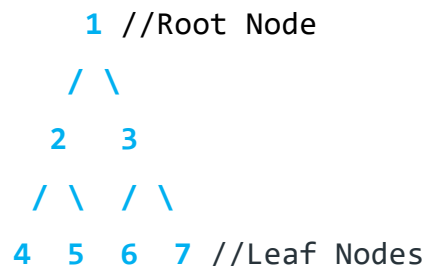 1 //Root Node
/ \
2 3
/ \ / \
4 5 6 7 //Leaf Nodes